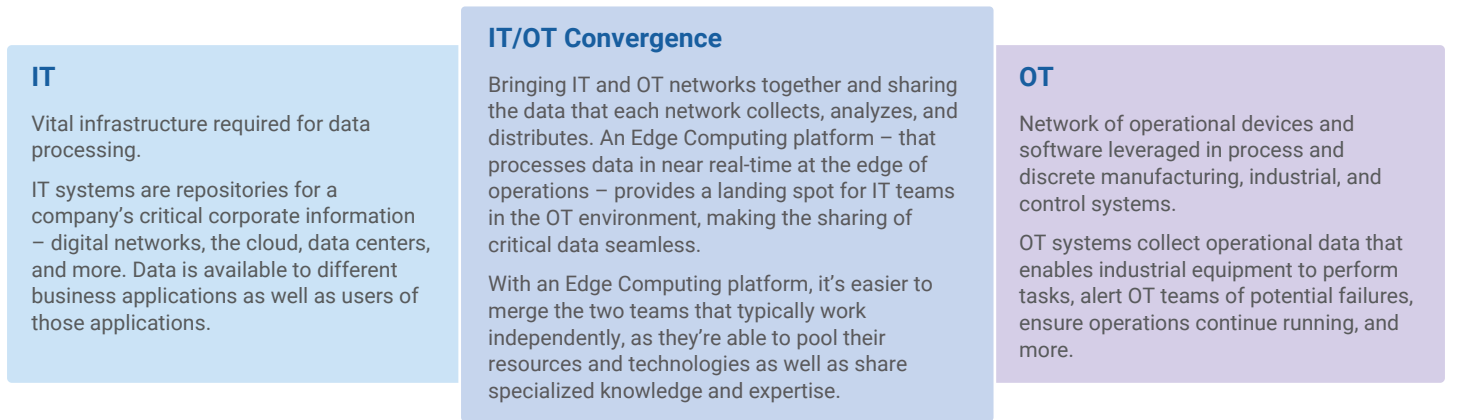 IT
Vital infrastructure required for data
processing.
IT systems are repositories for a
company's critical corporate information
– digital networks, the cloud, data centers,
and more. Data is available to different
business applications as well as users of
those applications.
IT/OT Convergence
Bringing IT and OT networks together and sharing
the data that each network collects, analyzes, and
distributes. An Edge Computing platform – that
processes data in near real-time at the edge of
operations – provides a landing spot for IT teams
in the OT environment, making the sharing of
critical data seamless.
With an Edge Computing platform, it's easier to
merge the two teams that typically work
independently, as they're able to pool their
resources and technologies as well as share
specialized knowledge and expertise.
OT
Network of operational devices and
software leveraged in process and
discrete manufacturing, industrial, and
control systems.
OT systems collect operational data that
enables industrial equipment to perform
tasks, alert OT teams of potential failures,
ensure operations continue running, and
more.